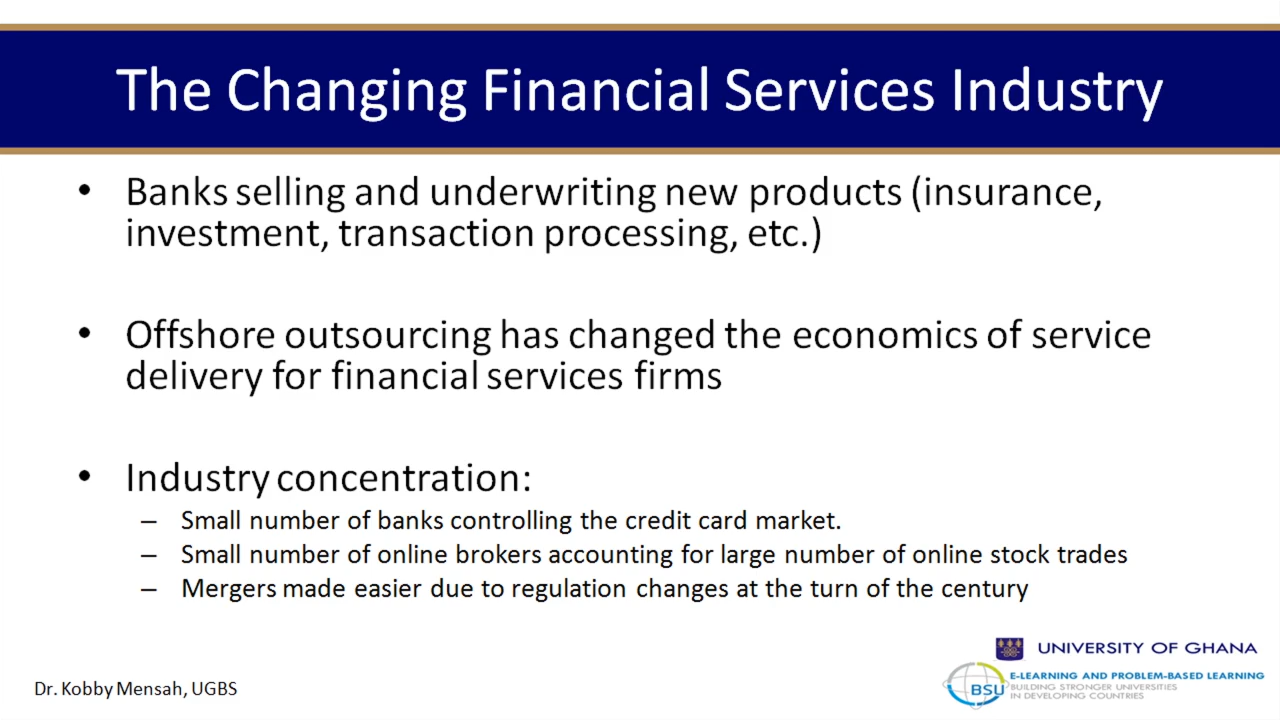 The Changing Financial Services Industry
• Banks selling and underwriting new products (insurance,
investment, transaction processing, etc.)
• Offshore outsourcing has changed the economics of service
delivery for financial services firms
• Industry concentration:
– Small number of banks controlling the credit card market.
– Small number of online brokers accounting for large number of online stock trades
– Mergers made easier due to regulation changes at the turn of the century
UNIVERSITY OF GHANA
Dr. Kobby Mensah, UGBS
BSU
E-LEARNING AND PROBLEM-BASED LEARNING
BUILDING STRONGER UNIVERSITIES
IN DEVELOPING COUNTRIES